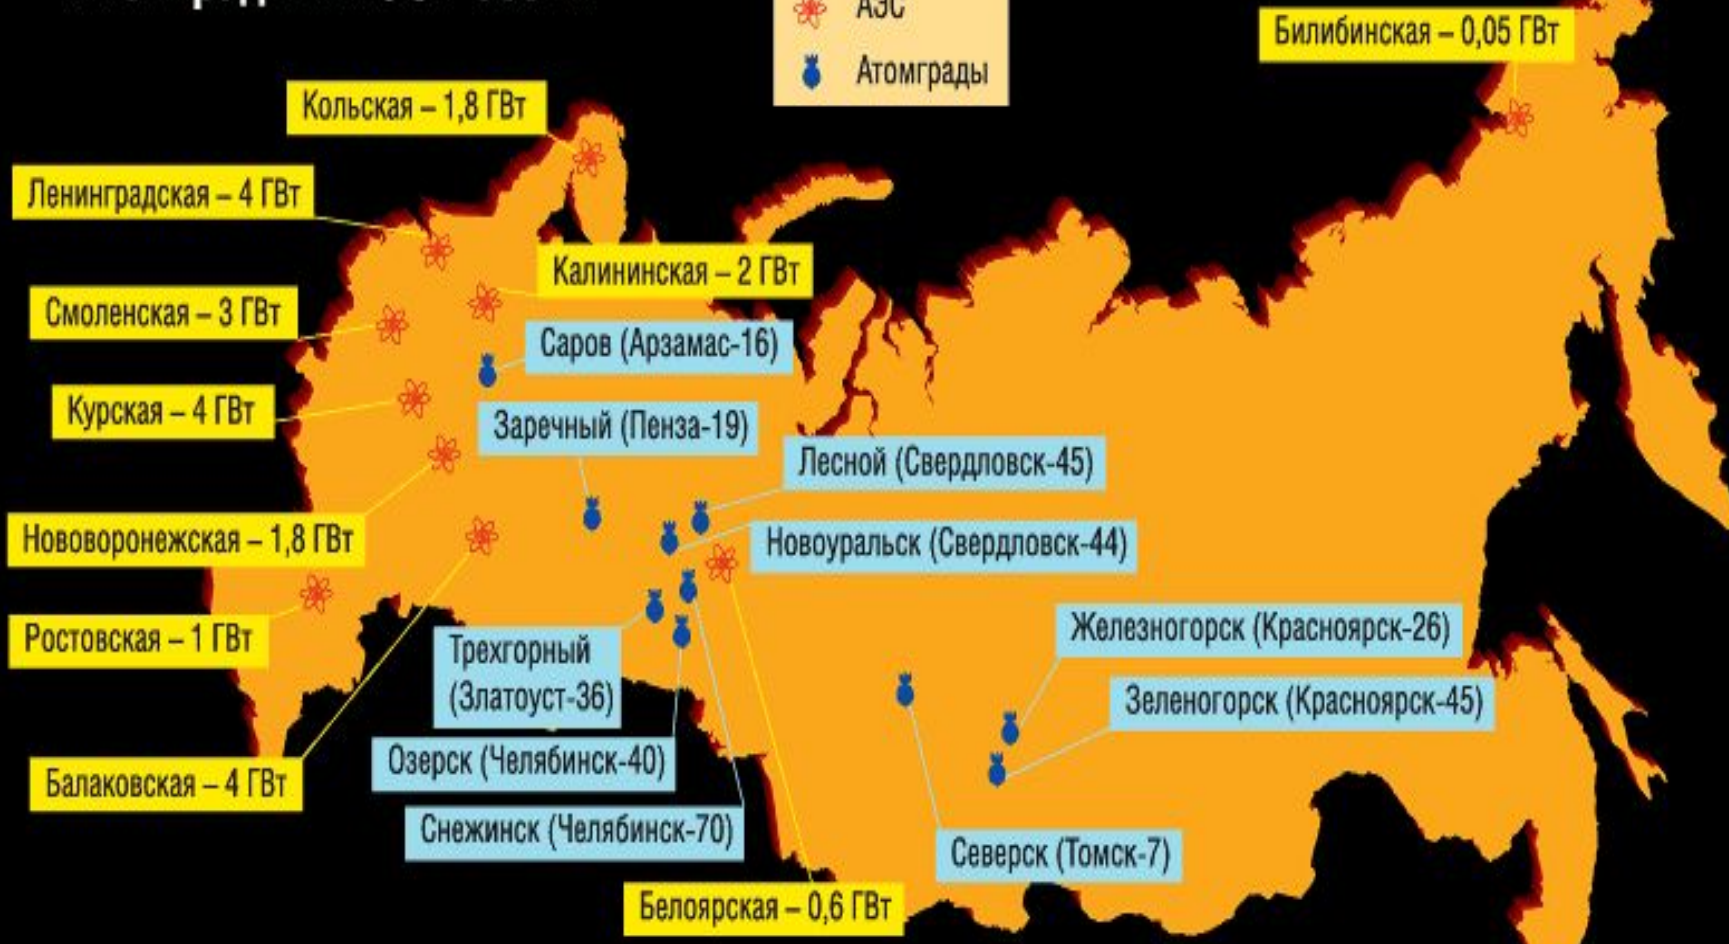 АЭС
Атомграды
Билибинская – 0,05 ГВт
Кольская – 1,8 ГВт
Ленинградская – 4 ГВт
Калининская – 2 ГВт
Смоленская – 3 ГВт
Саров (Арзамас-16)
Курская – 4 ГВт
Заречный (Пенза-19)
Лесной (Свердловск-45)
Нововоронежская – 1,8 ГВт
Новоуральск (Свердловск-44)
Ростовская – 1 ГВт
Трехгорный
(Златоуст-36)
Железногорск (Красноярск-26)
Зеленогорск (Красноярск-45)
Озерск (Челябинск-40)
Балаковская – 4 ГВт
Снежинск (Челябинск-70)
Северск (Томск-7)
Белоярская – 0,6 ГВт